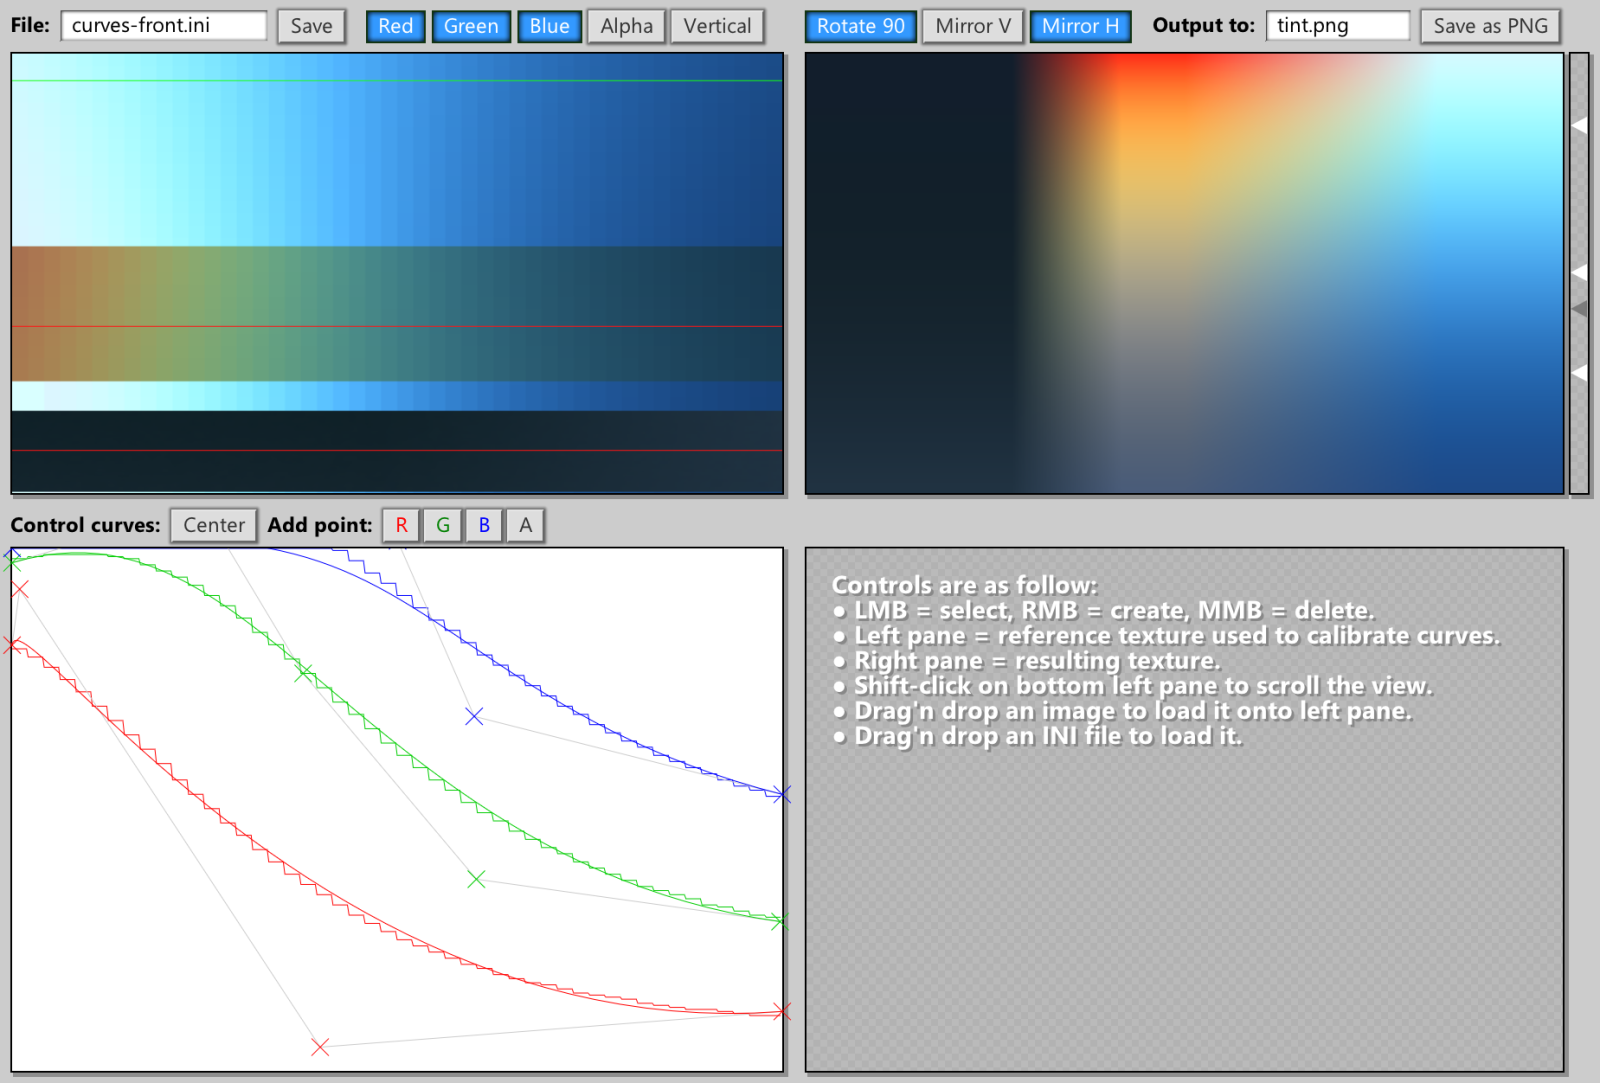 File: curves-front.ini Save Red Green Blue Alpha Vertical Rotate 90 Mirror V Mirror H Output to: tint.png Save as PNG
Control curves: Center Add point: R G B A
Controls are as follow:
• LMB = select, RMB = create, MMB = delete.
• Left pane = reference texture used to calibrate curves.
• Right pane = resulting texture.
• Shift-click on bottom left pane to scroll the view.
• Drag'n drop an image to load it onto left pane.
• Drag'n drop an INI file to load it.